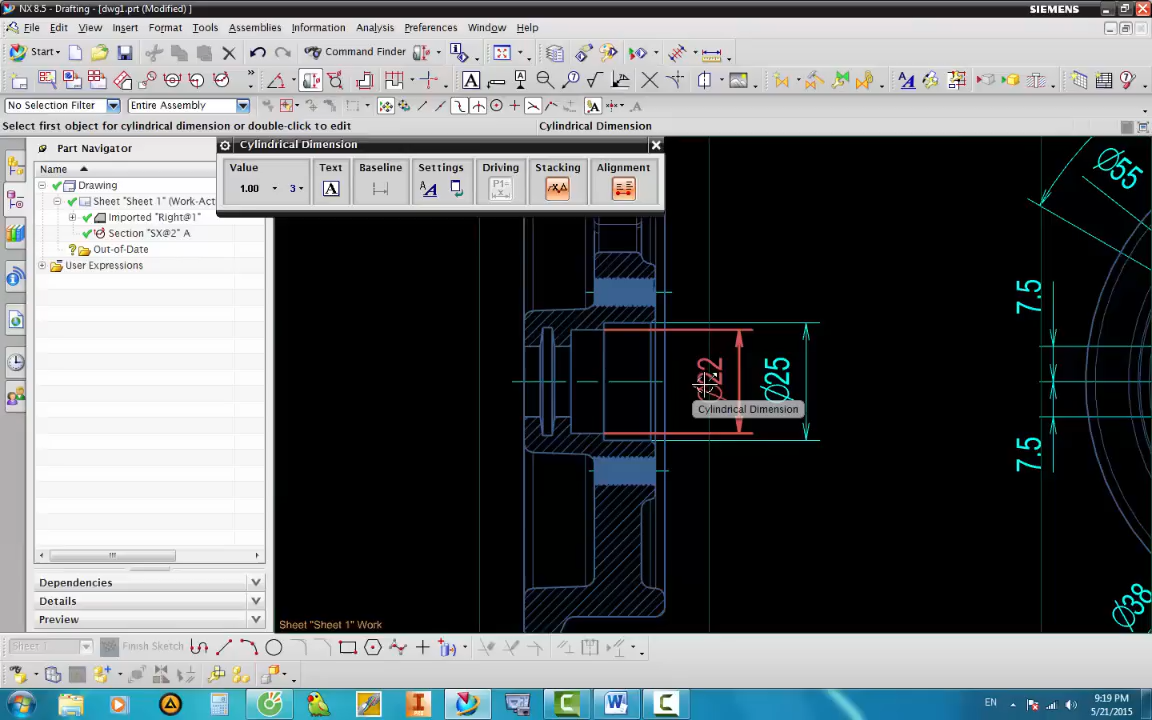 NX 8.5 - Drafting - [dwg1.prt (Modified) ]
SIEMENS
File Edit View Insert Format Tools Assemblies Information Analysis Preferences Window Help
Start Command Finder
No Selection Filter Entire Assembly
Select first object for cylindrical dimension or double-click to edit
Cylindrical Dimension
Part Navigator
Name
Drawing
Sheet "Sheet 1" (Work-Act
Imported "Right@1"
Section "SX@2" A
Out-of-Date
User Expressions
Dependencies
Details
Preview
Cylindrical Dimension
Value Text Baseline Settings Driving Stacking Alignment
1.00 3 A
Ø22
Ø25
Cylindrical Dimension
Ø55
7.5
7.5
Ø38
Sheet "Sheet 1" Work
Sheet 1 Finish Sketch
EN
9:19 PM
5/21/2015